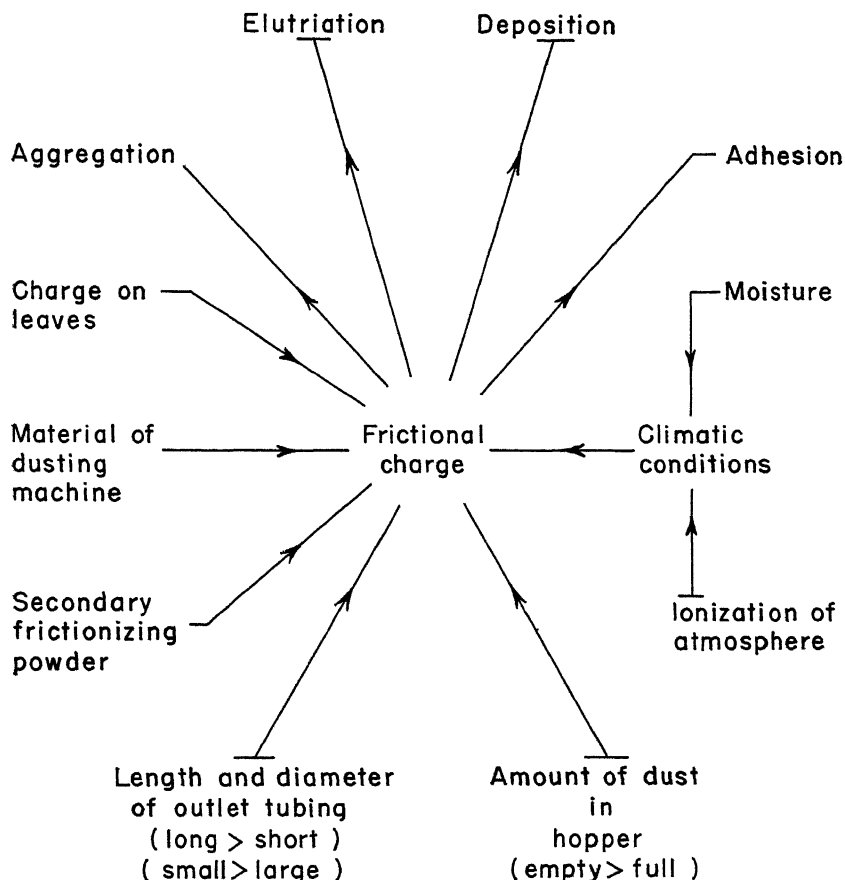 Elutriation
Deposition
Aggregation
Adhesion
Charge on
leaves
Moisture
Material of
dusting
machine
Frictional
charge
Climatic
conditions
Secondary
frictionizing
powder
Ionization of
atmosphere
Length and diameter
of outlet tubing
(long > short)
(small > large)
Amount of dust
in
hopper
(empty > full)